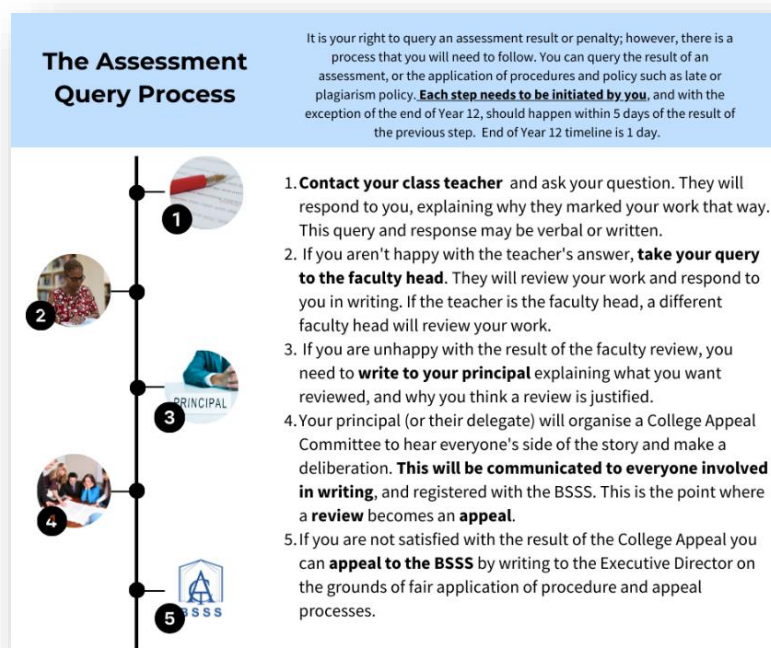 The Assessment
Query Process
It is your right to query an assessment result or penalty; however, there is a
process that you will need to follow. You can query the result of an
assessment, or the application of procedures and policy such as late or
plagiarism policy. Each step needs to be initiated by you, and with the
exception of the end of Year 12, should happen within 5 days of the result of
the previous step.  End of Year 12 timeline is 1 day.
1
1. Contact your class teacher  and ask your question. They will
respond to you, explaining why they marked your work that way.
This query and response may be verbal or written.
2
2. If you aren't happy with the teacher's answer, take your query
to the faculty head. They will review your work and respond to
you in writing. If the teacher is the faculty head, a different
faculty head will review your work.
PRINCIPAL
3
3. If you are unhappy with the result of the faculty review, you
need to write to your principal explaining what you want
reviewed, and why you think a review is justified.
4
4. Your principal (or their delegate) will organise a College Appeal
Committee to hear everyone's side of the story and make a
deliberation. This will be communicated to everyone involved
in writing, and registered with the BSSS. This is the point where
a review becomes an appeal.
BSSS
5
5. If you are not satisfied with the result of the College Appeal you
can appeal to the BSSS by writing to the Executive Director on
the grounds of fair application of procedure and appeal
processes.